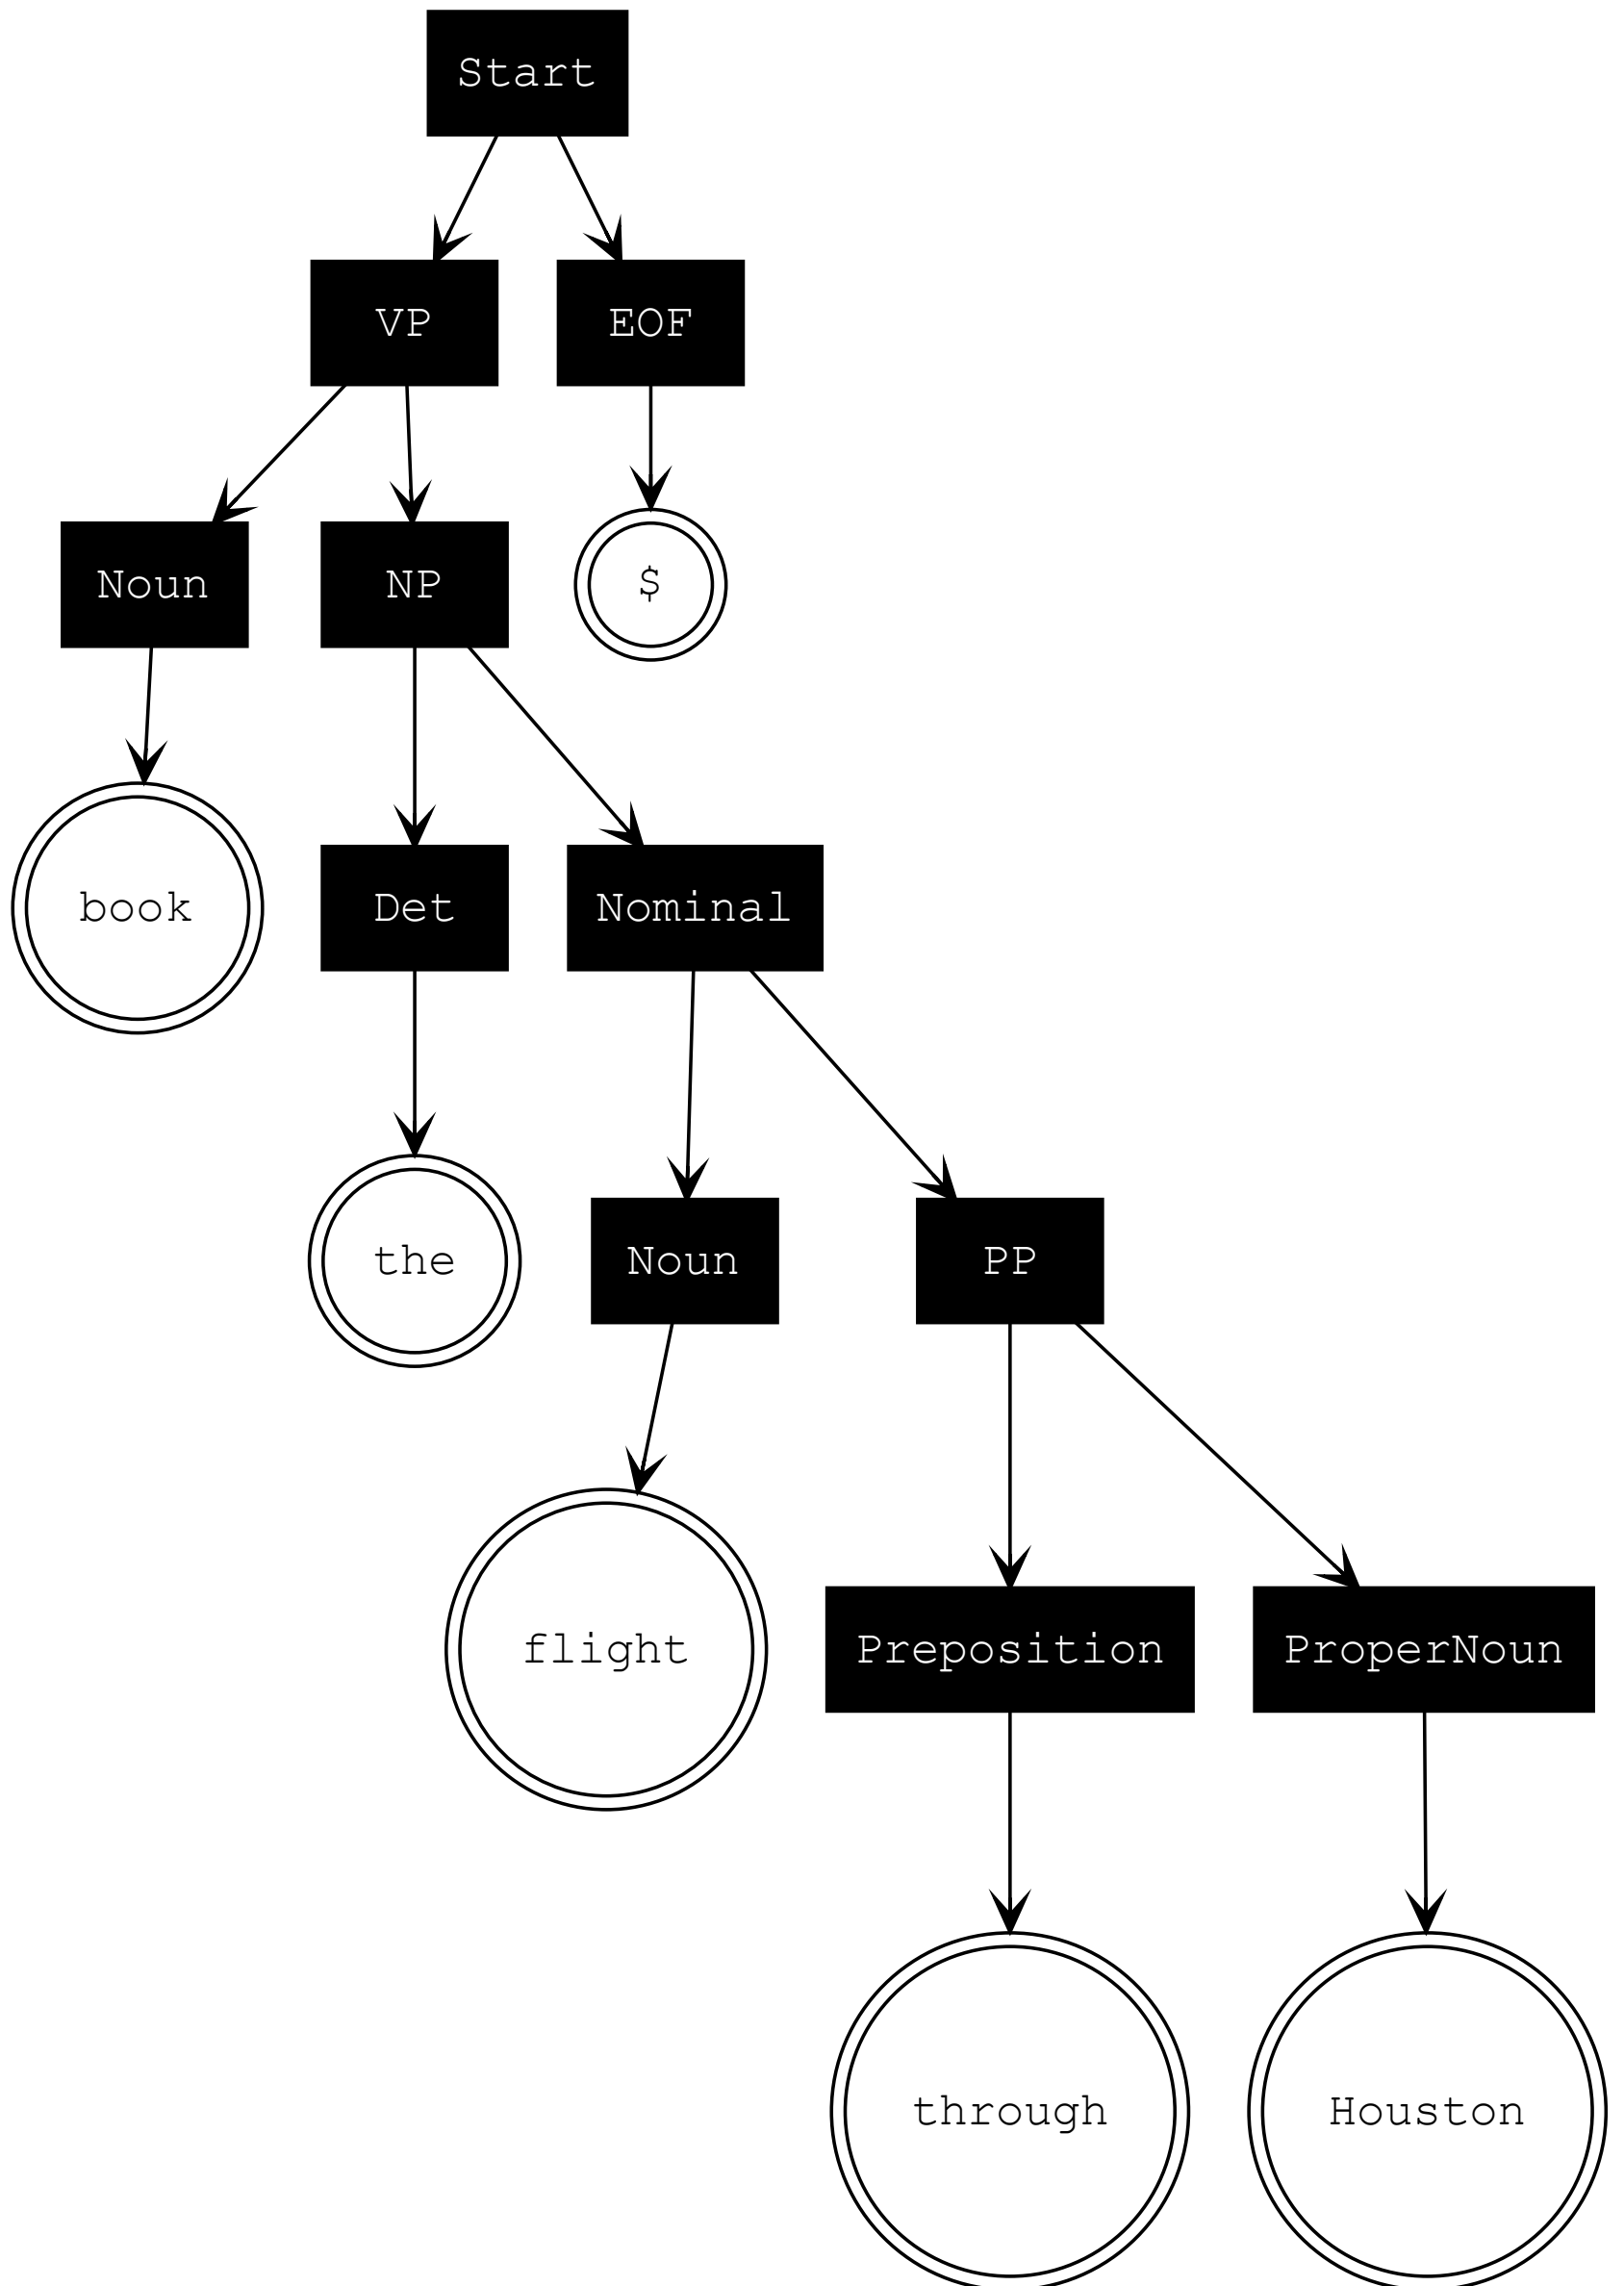 Start
VP EOF
Noun NP $
book Det Nominal
the Noun PP
flight Preposition ProperNoun
through Houston